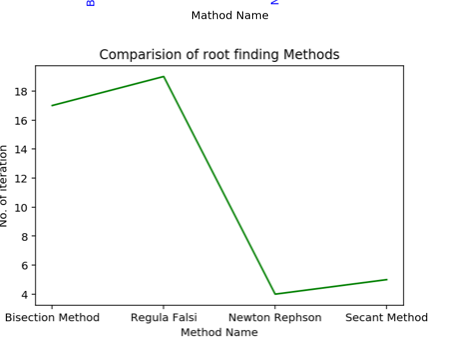 Mathod Name
Comparision of root finding Methods
No. of Iteration
18
16
14
12
10
8
6
4
Bisection Method Regula Falsi Newton Rephson Secant Method
Method Name